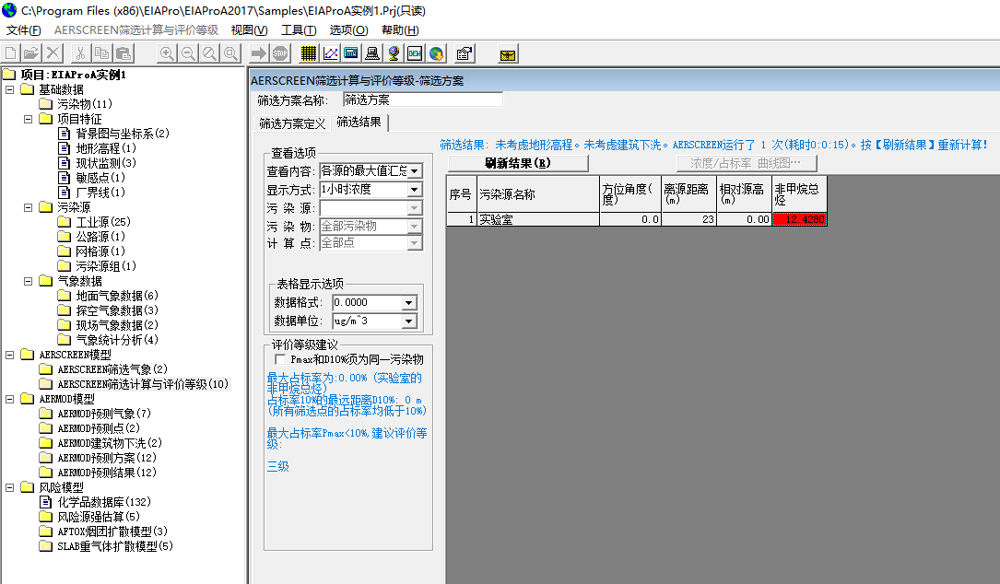 C:\Program Files (x86)\EIAPro\EIAProA2017\Samples\EIAProA实例1.Prj(只读)
文件(F) AERSCREEN筛选计算与评价等级 视图(V) 工具(T) 选项(O) 帮助(H)
STOP
DEM
项目:EIAProA实例1
基础数据
污染物(11)
项目特征
背景图与坐标系(2)
地形高程(1)
现状监测(3)
敏感点(1)
厂界线(1)
污染源
工业源(25)
公路源(1)
网格源(1)
污染源组(1)
气象数据
地面气象数据(6)
探空气象数据(3)
现场气象数据(2)
气象统计分析(4)
AERSCREEN模型
AERSCREEN筛选气象(2)
AERSCREEN筛选计算与评价等级(10)
AERMOD模型
AERMOD预测气象(7)
AERMOD预测点(2)
AERMOD建筑物下洗(2)
AERMOD预测方案(12)
AERMOD预测结果(12)
风险模型
化学品数据库(132)
风险源强估算(5)
AFTOX烟团扩散模型(3)
SLAB重气体扩散模型(5)
AERSCREEN筛选计算与评价等级-筛选方案
筛选方案名称: 筛选方案
筛选方案定义 筛选结果
查看选项
查看内容: 各源的最大值汇总
显示方式: 1小时浓度
污 染 源:
污 染 物: 全部污染物
计 算 点: 全部点
表格显示选项
数据格式: 0.0000
数据单位: ug/m^3
评价等级建议
Pmax和D10%须为同一污染物
最大占标率为:0.00% (实验室的
非甲烷总烃)
占标率10%的最远距离D10%: 0 m
(所有筛选点的占标率均低于10%)
最大占标率Pmax<10%,建议评价等
级:
三级
筛选结果: 未考虑地形高程。未考虑建筑下洗。AERSCREEN运行了 1 次(耗时0:0:15)。按【刷新结果】重新计算!
刷新结果(R) 浓度/占标率 曲线图…
序号 污染源名称 方位角度(度) 离源距离(m) 相对源高(m) 非甲烷总烃
1 实验室 0.0 23 0.00 12.4280